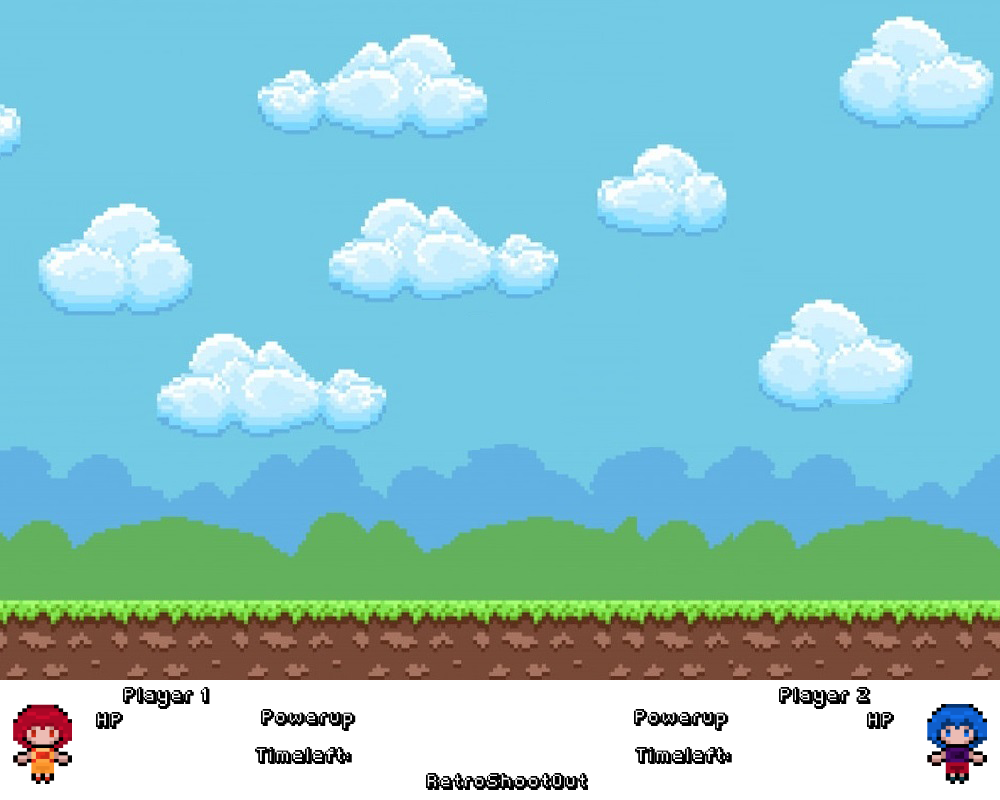 Player 1
Player 2
HP
Powerup
Powerup
HP
Timeleft:
Timeleft:
RetroShootOut